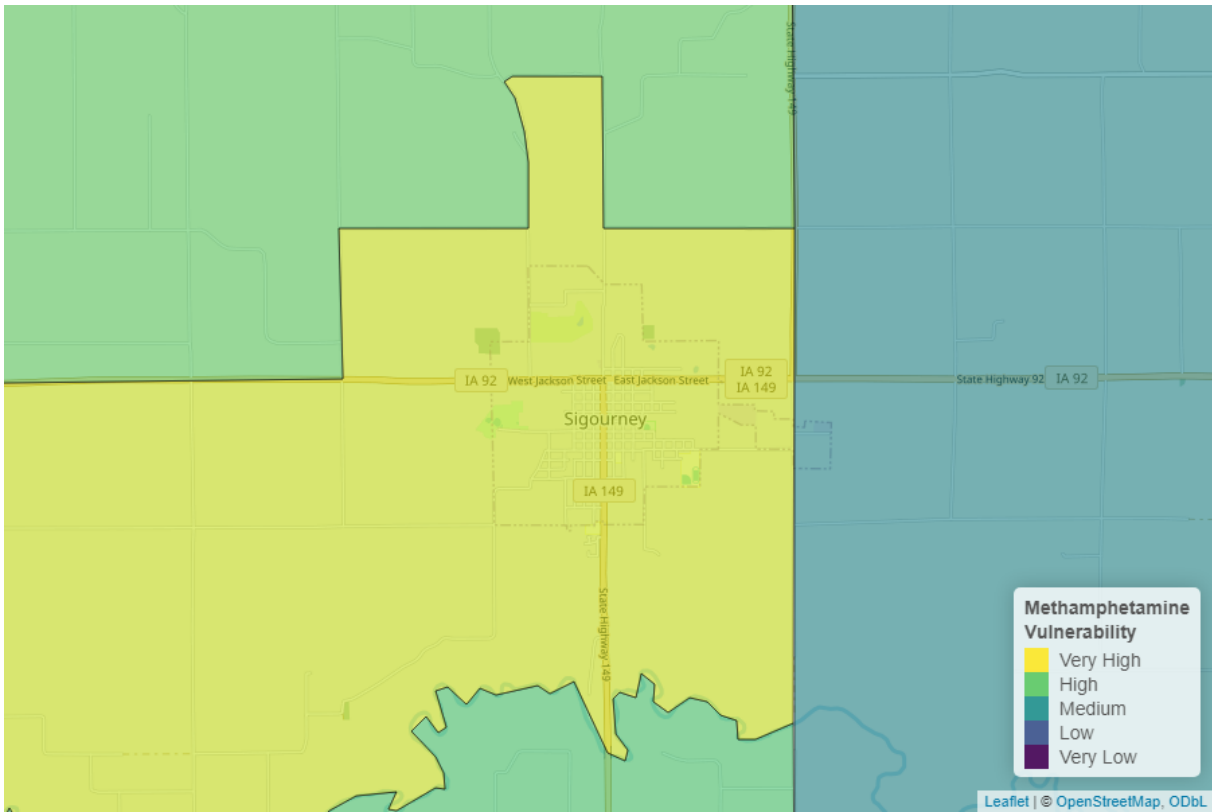 State Highway 149
IA 92
West Jackson Street
East Jackson Street
IA 92
IA 149
State Highway 92
IA 92
Sigourney
IA 149
State Highway 149
Methamphetamine
Vulnerability
Very High
High
Medium
Low
Very Low
Leaflet | © OpenStreetMap, ODbL